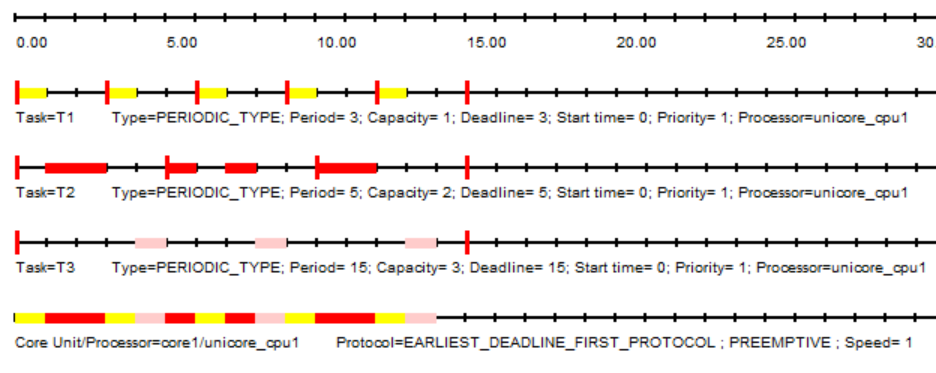 0.00 5.00 10.00 15.00 20.00 25.00 30.
Task=T1 Type=PERIODIC_TYPE; Period= 3; Capacity= 1; Deadline= 3; Start time= 0; Priority= 1; Processor=unicore_cpu1
Task=T2 Type=PERIODIC_TYPE; Period= 5; Capacity= 2; Deadline= 5; Start time= 0; Priority= 1; Processor=unicore_cpu1
Task=T3 Type=PERIODIC_TYPE; Period= 15; Capacity= 3; Deadline= 15; Start time= 0; Priority= 1; Processor=unicore_cpu1
Core Unit/Processor=core1/unicore_cpu1 Protocol=EARLIEST_DEADLINE_FIRST_PROTOCOL ; PREEMPTIVE ; Speed= 1